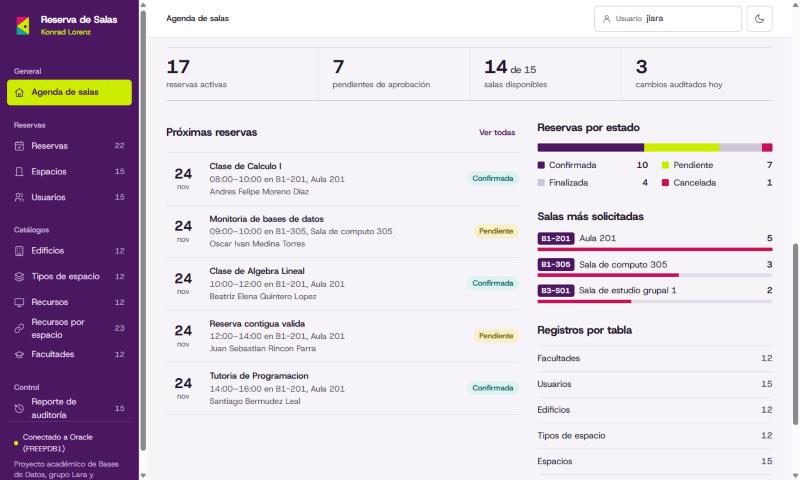 Reserva de Salas
Konrad Lorenz
General
Agenda de salas
Reservas
Reservas 22
Espacios 15
Usuarios 15
Catálogos
Edificios 12
Tipos de espacio 12
Recursos 12
Recursos por espacio 23
Facultades 12
Control
Reporte de auditoría 15
Conectado a Oracle
(FREEPDB1)
Proyecto académico de Bases
de Datos, grupo Lara y
Agenda de salas
Usuario jlara
17
reservas activas
7
pendientes de aprobación
14 de 15
salas disponibles
3
cambios auditados hoy
Próximas reservas
Ver todas
24 nov
Clase de Calculo I
08:00–10:00 en B1-201, Aula 201
Andres Felipe Moreno Diaz
Confirmada
24 nov
Monitoria de bases de datos
09:00–10:00 en B1-305, Sala de computo 305
Oscar Ivan Medina Torres
Pendiente
24 nov
Clase de Algebra Lineal
10:00–12:00 en B1-201, Aula 201
Beatriz Elena Quintero Lopez
Confirmada
24 nov
Reserva contigua valida
12:00–14:00 en B1-201, Aula 201
Juan Sebastian Rincon Parra
Pendiente
24 nov
Tutoria de Programacion
14:00–16:00 en B1-201, Aula 201
Santiago Bermudez Leal
Confirmada
Reservas por estado
Confirmada 10
Pendiente 7
Finalizada 4
Cancelada 1
Salas más solicitadas
B1-201 Aula 201 5
B1-305 Sala de computo 305 3
B3-S01 Sala de estudio grupal 1 2
Registros por tabla
Facultades 12
Usuarios 15
Edificios 12
Tipos de espacio 12
Espacios 15